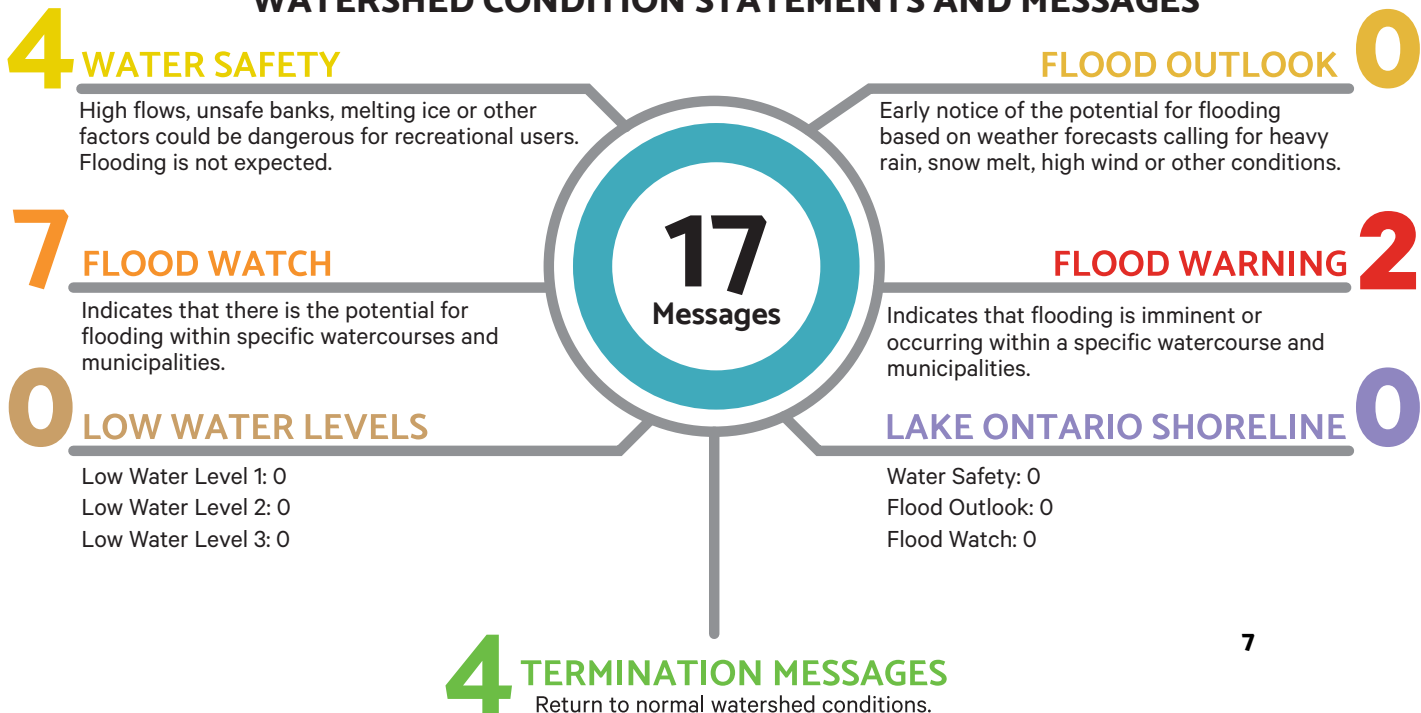 WATERSHED CONDITION STATEMENTS AND MESSAGES
4 WATER SAFETY
High flows, unsafe banks, melting ice or other
factors could be dangerous for recreational users.
Flooding is not expected.
FLOOD OUTLOOK 0
Early notice of the potential for flooding
based on weather forecasts calling for heavy
rain, snow melt, high wind or other conditions.
17
Messages
7 FLOOD WATCH
Indicates that there is the potential for
flooding within specific watercourses and
municipalities.
FLOOD WARNING 2
Indicates that flooding is imminent or
occurring within a specific watercourse and
municipalities.
0 LOW WATER LEVELS
Low Water Level 1: 0
Low Water Level 2: 0
Low Water Level 3: 0
LAKE ONTARIO SHORELINE 0
Water Safety: 0
Flood Outlook: 0
Flood Watch: 0
4 TERMINATION MESSAGES
Return to normal watershed conditions.
7